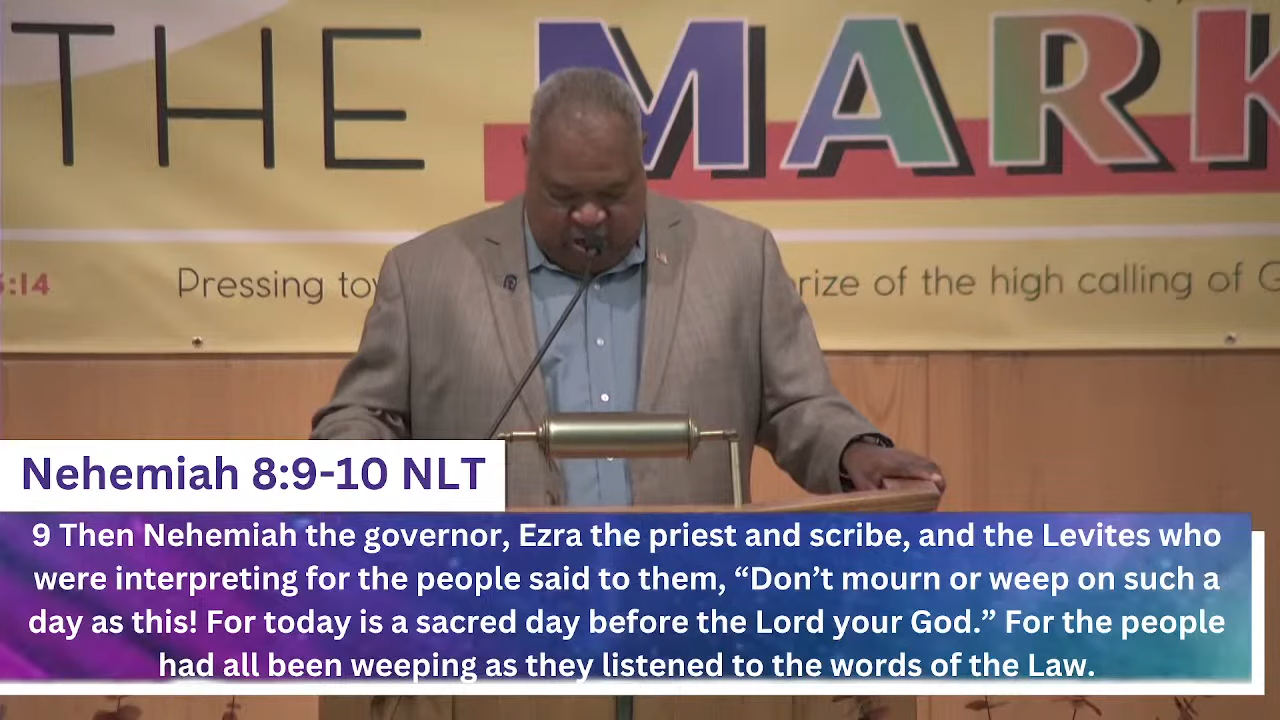 THE MARK
:14
Pressing prize of the high calling of
Nehemiah 8:9-10 NLT
9 Then Nehemiah the governor, Ezra the priest and scribe, and the Levites who
were interpreting for the people said to them, “Don’t mourn or weep on such a
day as this! For today is a sacred day before the Lord your God.” For the people
had all been weeping as they listened to the words of the Law.